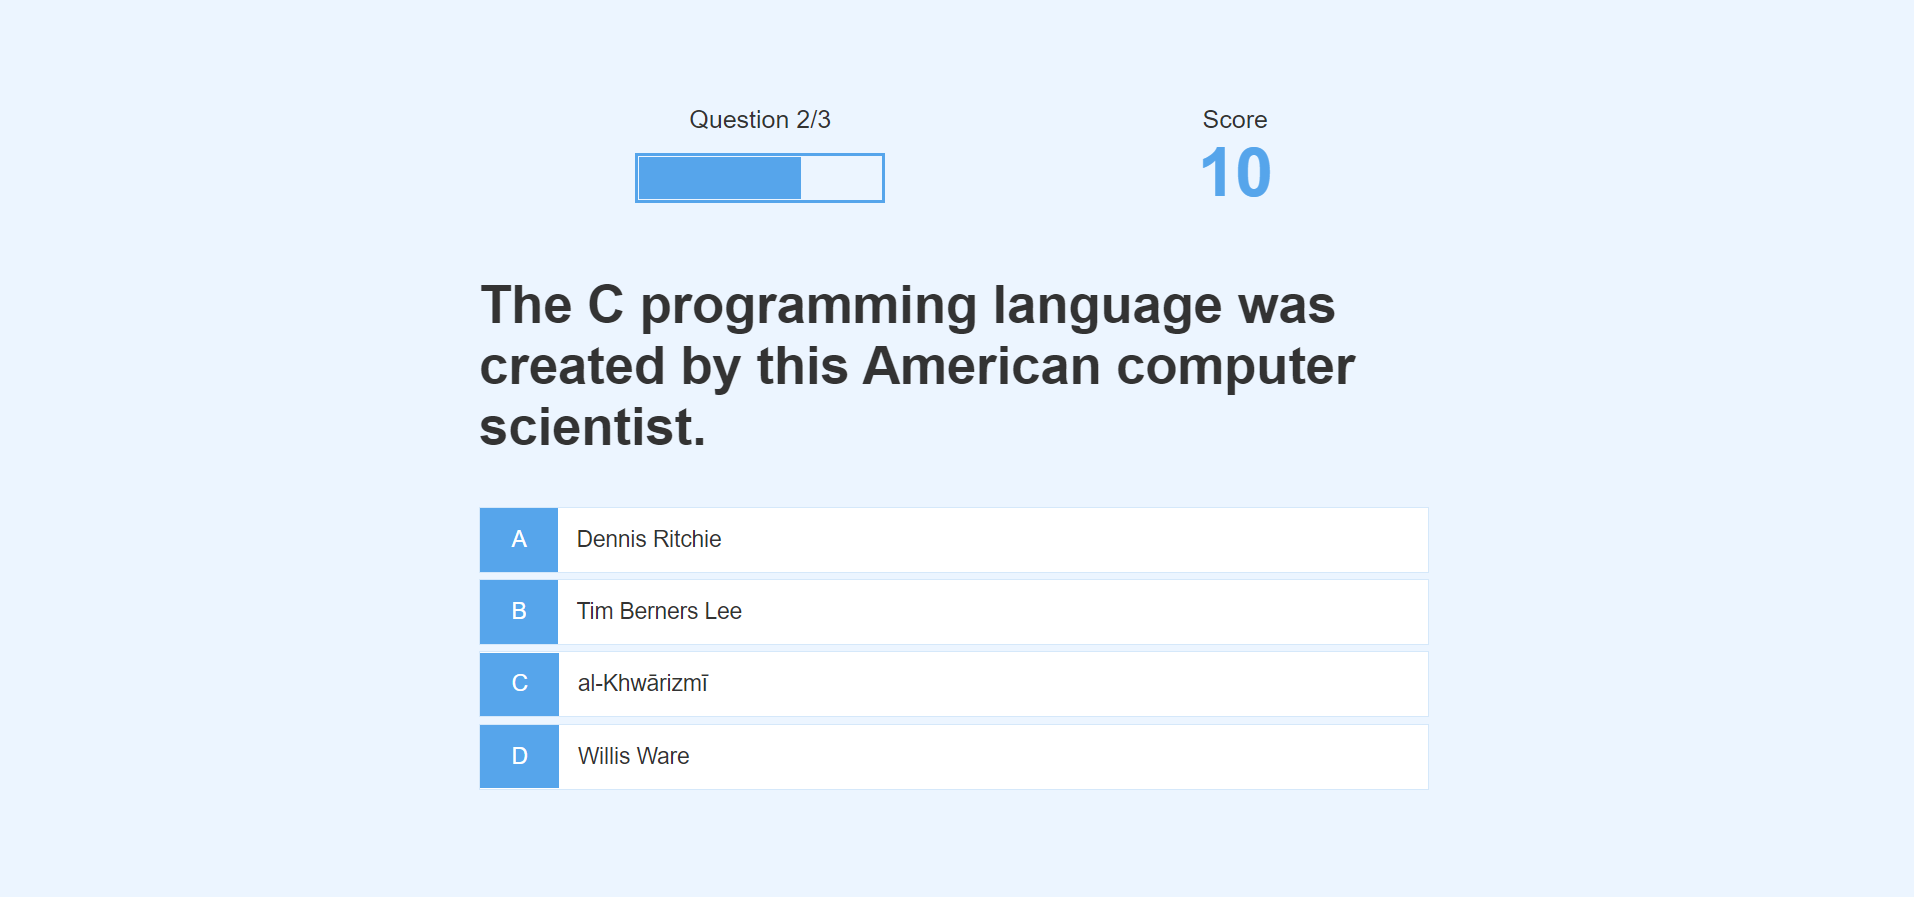 Question 2/3
Score
10
The C programming language was
created by this American computer
scientist.
A
Dennis Ritchie
B
Tim Berners Lee
C
al-Khwārizmī
D
Willis Ware